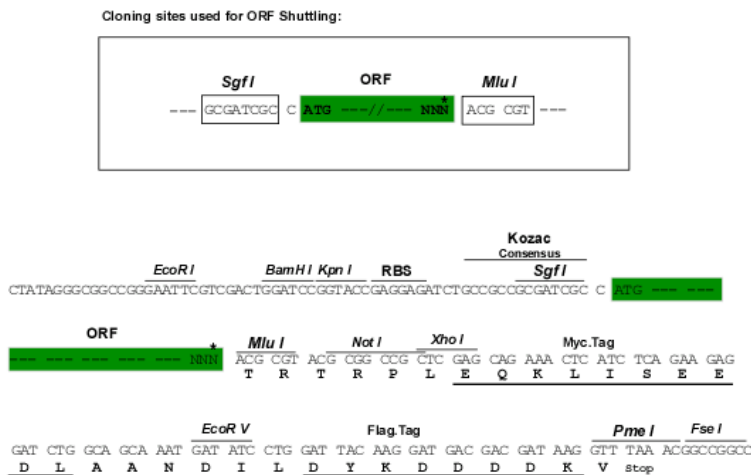 Cloning sites used for ORF Shuttling:
Sgf I ORF Mlu I
--- GCGATCGC C ATG ---//--- NNN* ACG CGT ---
Kozac
Consensus
EcoR I BamH I Kpn I RBS Sgf I
CTATAGGGCGGCCGGGAATTCGTCGACTGGATCCGGTACCGAGGAGATCTGCCGCCGCGATCGC C ATG --- ---
ORF Mlu I Not I Xho I Myc.Tag
--- --- --- --- --- --- NNN* ACG CGT ACG CGG CCG CTC GAG CAG AAA CTC ATC TCA GAA GAG
T R T R P L E Q K L I S E E
EcoR V Flag.Tag Pme I Fse I
GAT CTG GCA GCA AAT GAT ATC CTG GAT TAC AAG GAT GAC GAC GAT AAG GTT TAA ACGGCCGGCC
D L A A N D I L D Y K D D D D K V Stop